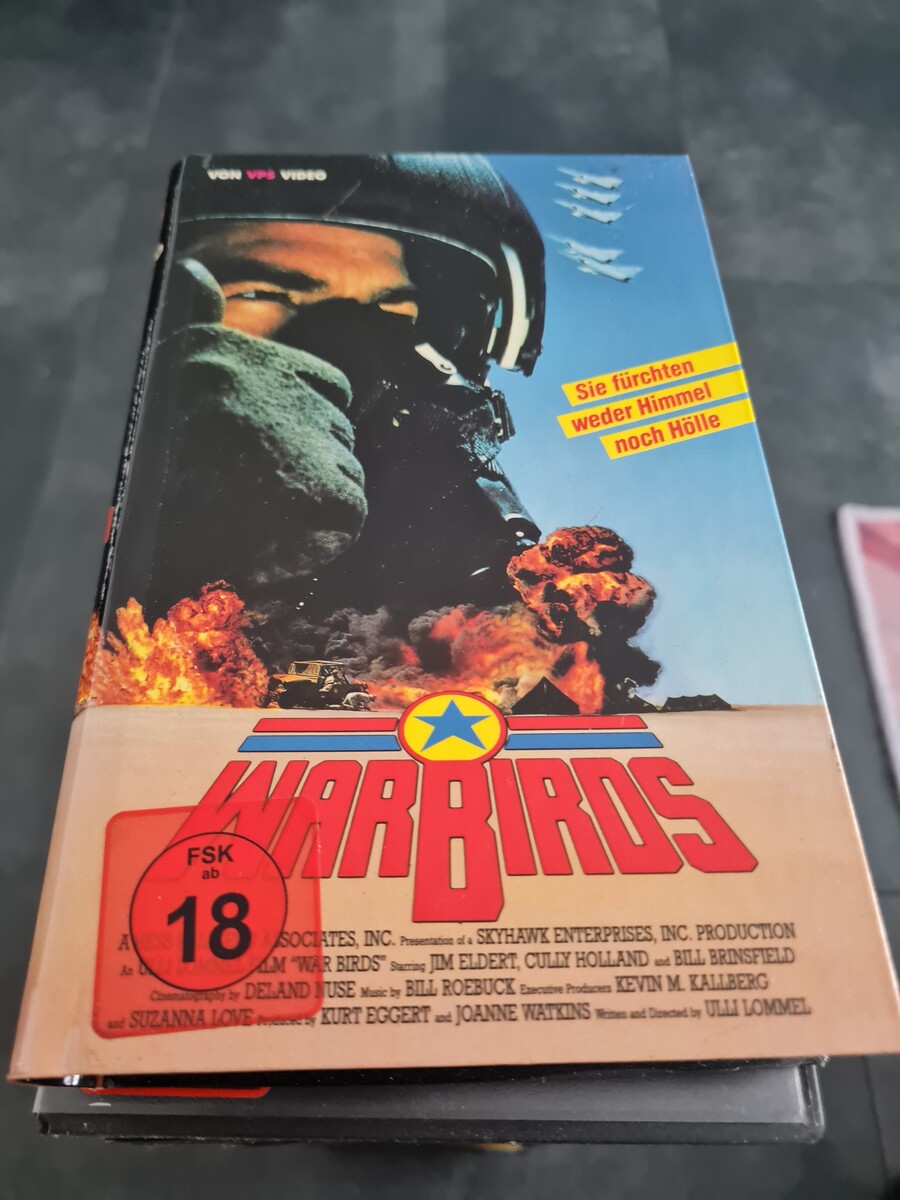 VON VPS VIDEO
Sie fürchten
weder Himmel
noch Hölle
WARBIRDS
FSK
ab
18
A ASSOCIATES, INC. Presentation of a SKYHAWK ENTERPRISES, INC. PRODUCTION
An ULLI LOMMEL FILM "WAR BIRDS" Starring JIM ELDERT, CULLY HOLLAND and BILL BRINSFIELD
Cinematography by DELAND NUSE Music by BILL ROEBUCK Executive Producers KEVIN M. KALLBERG
and SUZANNA LOVE Produced by KURT EGGERT and JOANNE WATKINS Written and Directed by ULLI LOMMEL